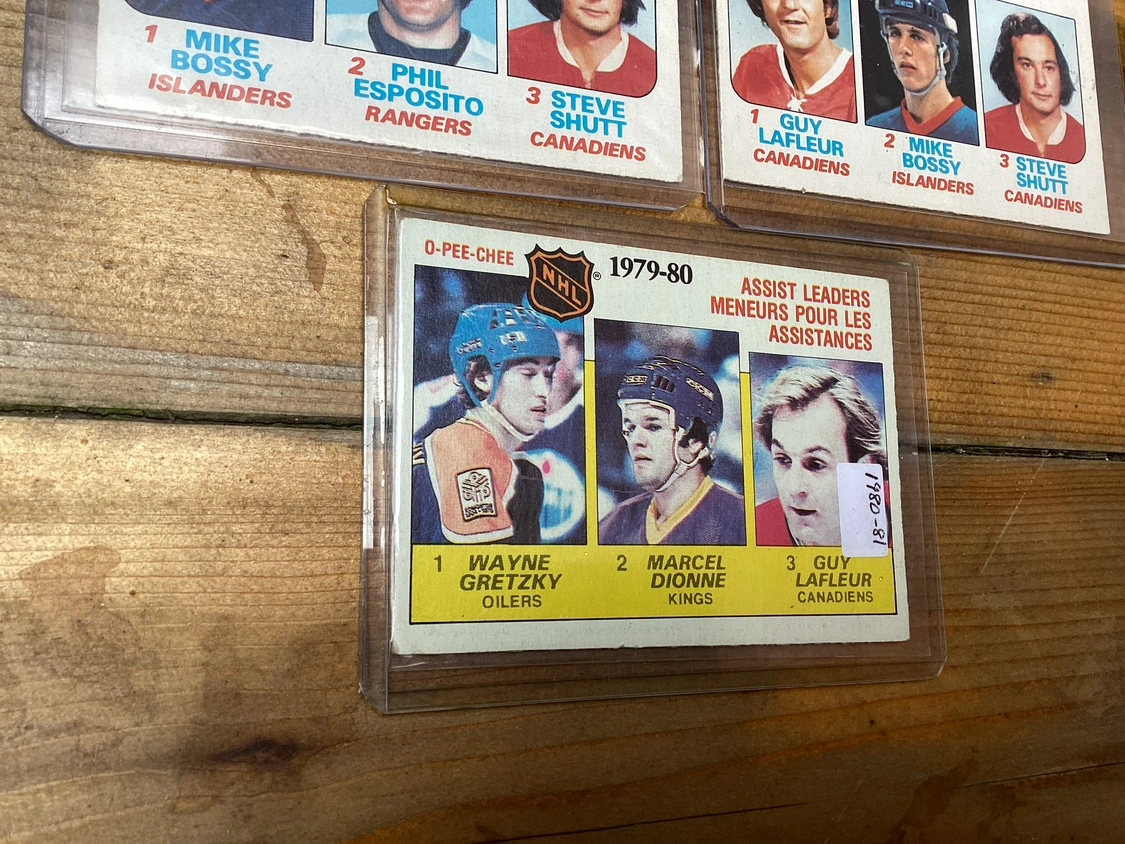 1 MIKE
BOSSY
ISLANDERS
2 PHIL
ESPOSITO
RANGERS
3 STEVE
SHUTT
CANADIENS
1 GUY
LAFLEUR
CANADIENS
2 MIKE
BOSSY
ISLANDERS
3 STEVE
SHUTT
CANADIENS
O-PEE-CHEE
NHL
®
1979-80
ASSIST LEADERS
MENEURS POUR LES
ASSISTANCES
CCM
1980-81
1 WAYNE
GRETZKY
OILERS
2 MARCEL
DIONNE
KINGS
3 GUY
LAFLEUR
CANADIENS